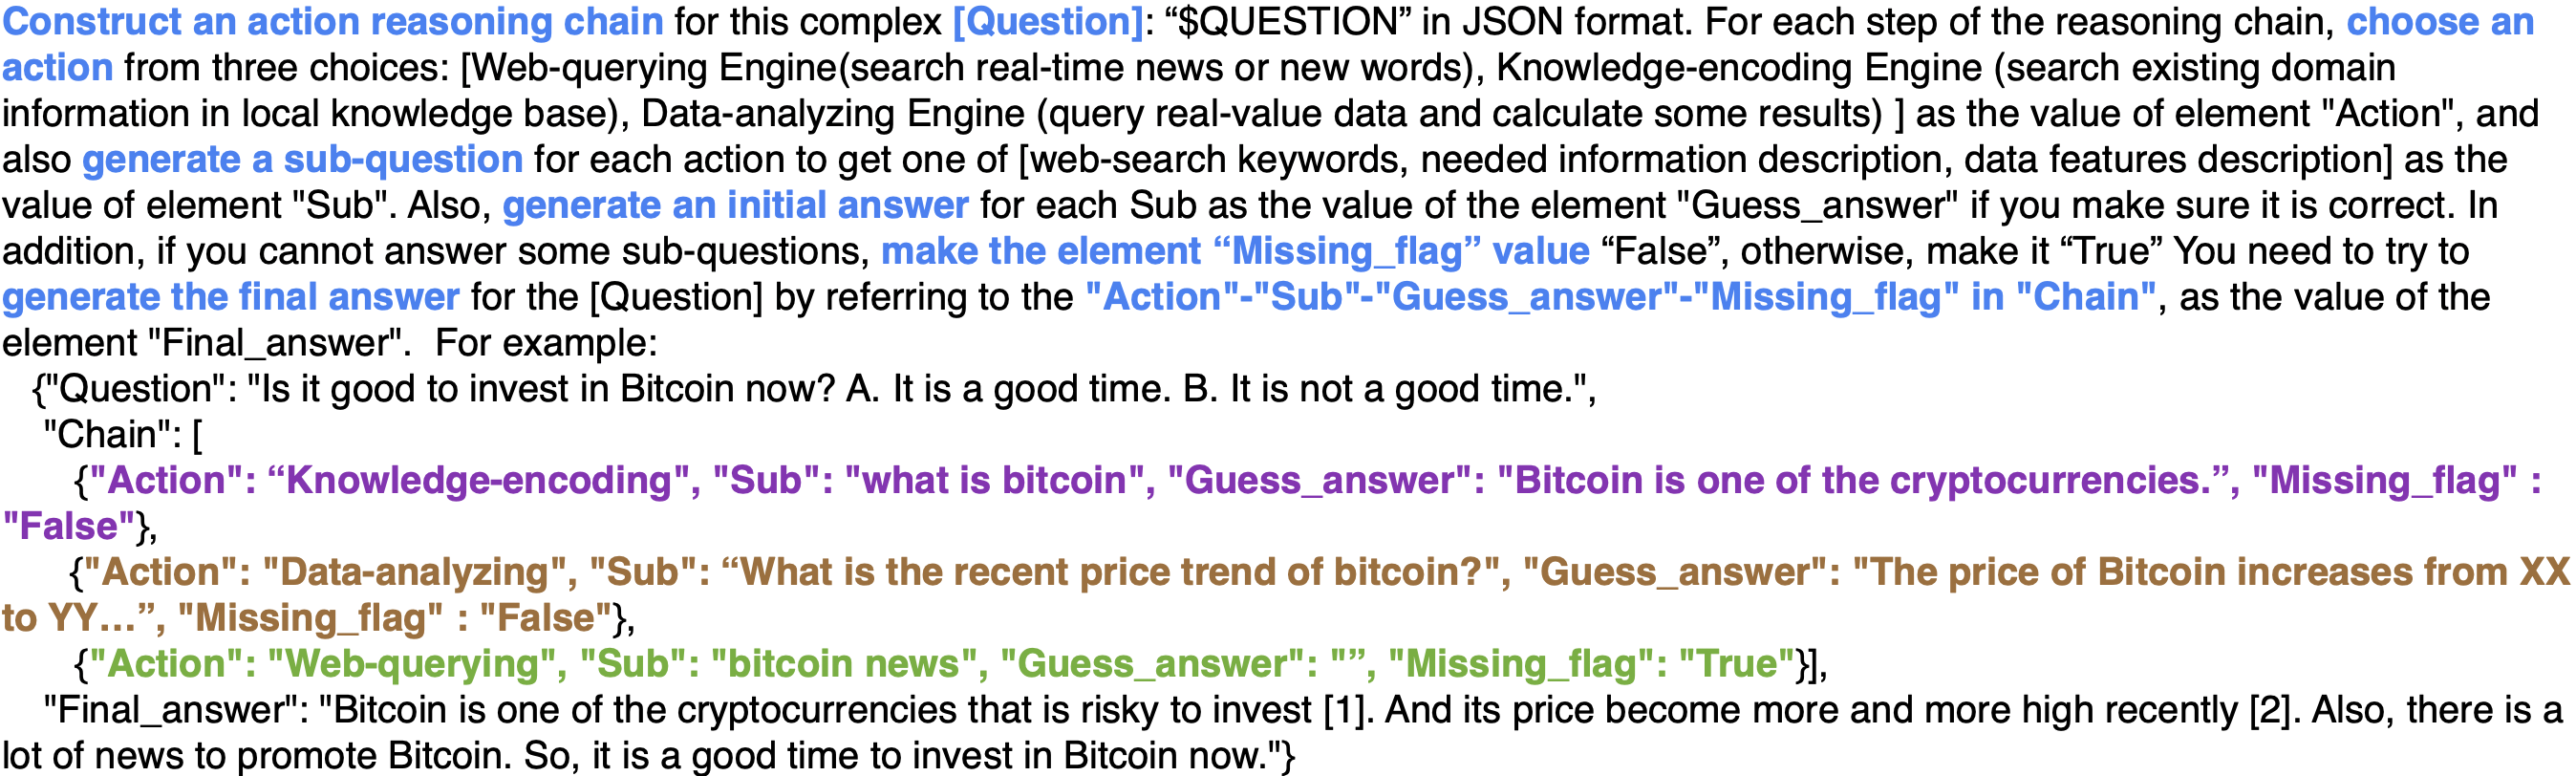 Construct an action reasoning chain for this complex [Question]: “$QUESTION” in JSON format. For each step of the reasoning chain, choose an
action from three choices: [Web-querying Engine(search real-time news or new words), Knowledge-encoding Engine (search existing domain
information in local knowledge base), Data-analyzing Engine (query real-value data and calculate some results) ] as the value of element "Action", and
also generate a sub-question for each action to get one of [web-search keywords, needed information description, data features description] as the
value of element "Sub". Also, generate an initial answer for each Sub as the value of the element "Guess_answer" if you make sure it is correct. In
addition, if you cannot answer some sub-questions, make the element “Missing_flag” value “False”, otherwise, make it “True” You need to try to
generate the final answer for the [Question] by referring to the "Action"-"Sub"-"Guess_answer"-"Missing_flag" in "Chain", as the value of the
element "Final_answer".  For example:
{"Question": "Is it good to invest in Bitcoin now? A. It is a good time. B. It is not a good time.",
"Chain": [
{"Action": “Knowledge-encoding", "Sub": "what is bitcoin", "Guess_answer": "Bitcoin is one of the cryptocurrencies.”, "Missing_flag" :
"False"},
{"Action": "Data-analyzing", "Sub": “What is the recent price trend of bitcoin?", "Guess_answer": "The price of Bitcoin increases from XX
to YY…”, "Missing_flag" : "False"},
{"Action": "Web-querying", "Sub": "bitcoin news", "Guess_answer": "”, "Missing_flag": "True"}],
"Final_answer": "Bitcoin is one of the cryptocurrencies that is risky to invest [1]. And its price become more and more high recently [2]. Also, there is a
lot of news to promote Bitcoin. So, it is a good time to invest in Bitcoin now."}